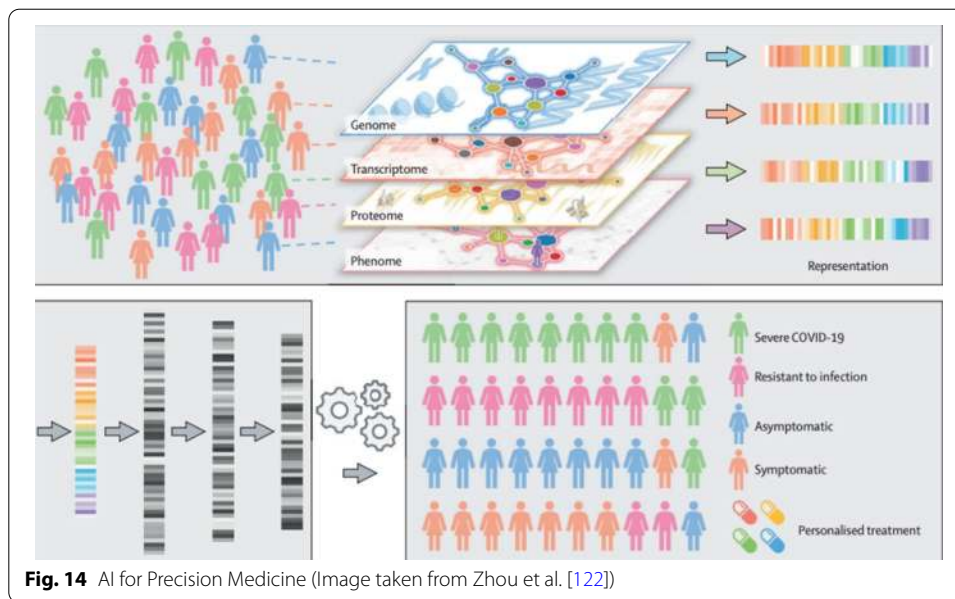 Genome
Transcriptome
Proteome
Phenome
Representation
Severe COVID-19
Resistant to infection
Asymptomatic
Symptomatic
Personalised treatment
Fig. 14 AI for Precision Medicine (Image taken from Zhou et al. [122])